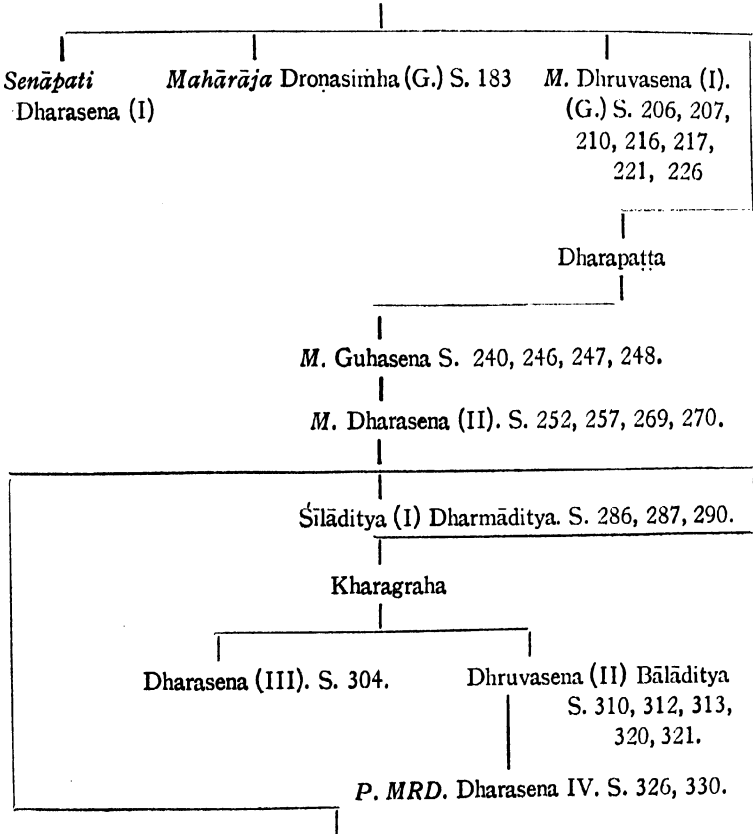 Senāpati Mahārāja Droṇasiṁha (G.) S. 183 M. Dhruvasena (I).
Dharasena (I) (G.) S. 206, 207,
210, 216, 217,
221, 226
Dharapaṭṭa
M. Guhasena S. 240, 246, 247, 248.
M. Dharasena (II). S. 252, 257, 269, 270.
Śīlāditya (I) Dharmāditya. S. 286, 287, 290.
Kharagraha
Dharasena (III). S. 304. Dhruvasena (II) Bālāditya
S. 310, 312, 313,
320, 321.
P. MRD. Dharasena IV. S. 326, 330.